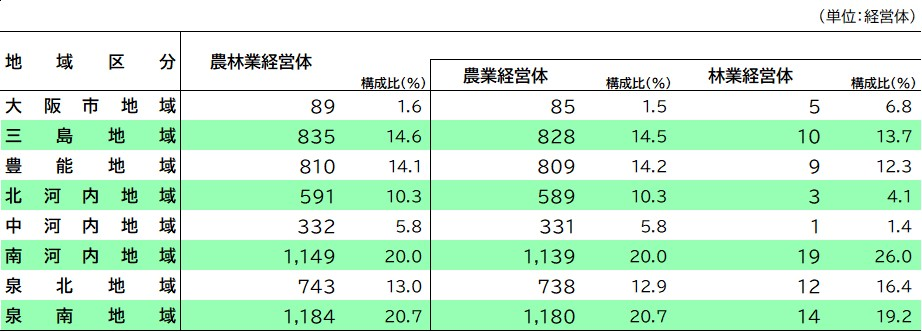 （単位：経営体）
地域区分 農林業経営体 構成比(%) 農業経営体 構成比(%) 林業経営体 構成比(%)
大阪市地域 89 1.6 85 1.5 5 6.8
三島地域 835 14.6 828 14.5 10 13.7
豊能地域 810 14.1 809 14.2 9 12.3
北河内地域 591 10.3 589 10.3 3 4.1
中河内地域 332 5.8 331 5.8 1 1.4
南河内地域 1,149 20.0 1,139 20.0 19 26.0
泉北地域 743 13.0 738 12.9 12 16.4
泉南地域 1,184 20.7 1,180 20.7 14 19.2